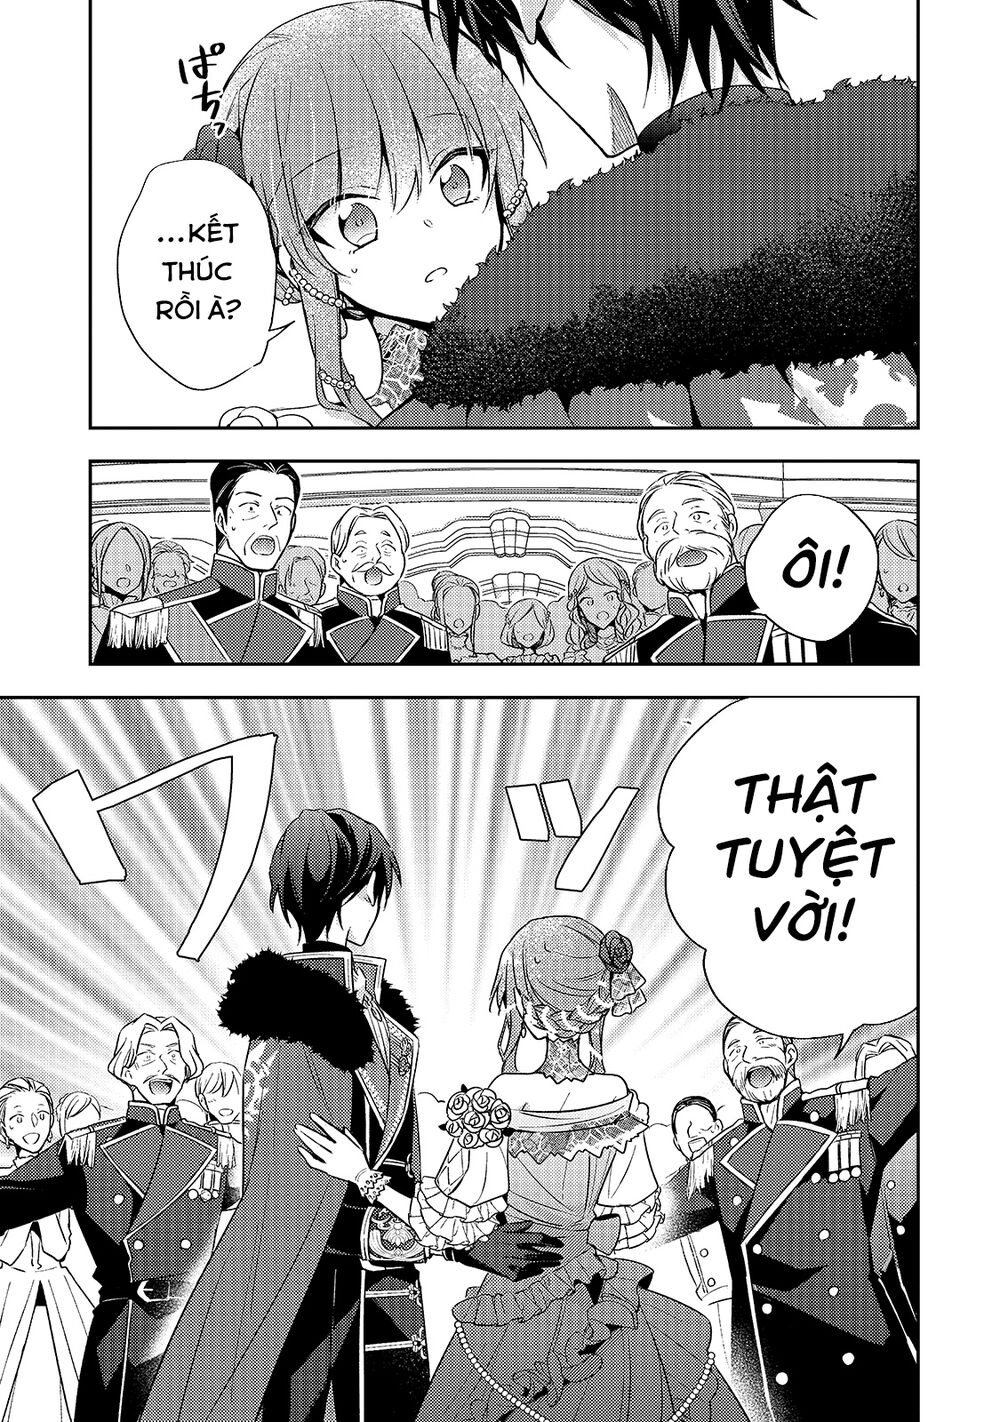 ぱちっ
...KẾT
THÚC
RỒI À?
ÔI!
THẬT
TUYỆT
VỜI!
ワッ